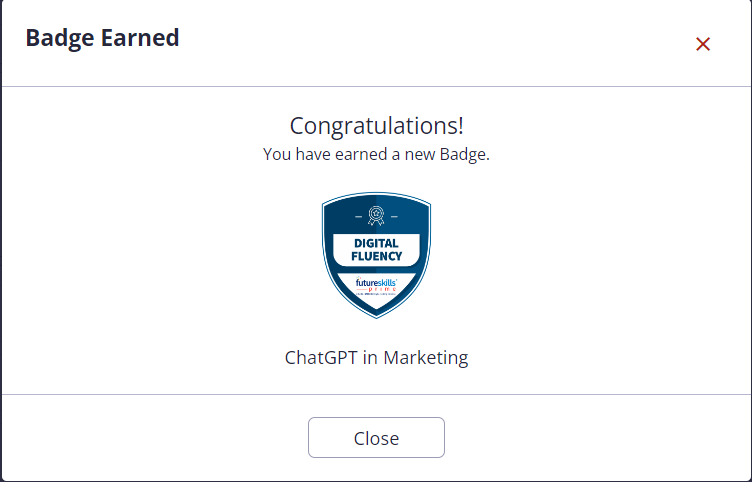 Badge Earned
Congratulations!
You have earned a new Badge.
DIGITAL
FLUENCY
futureskills
prime
ChatGPT in Marketing
Close